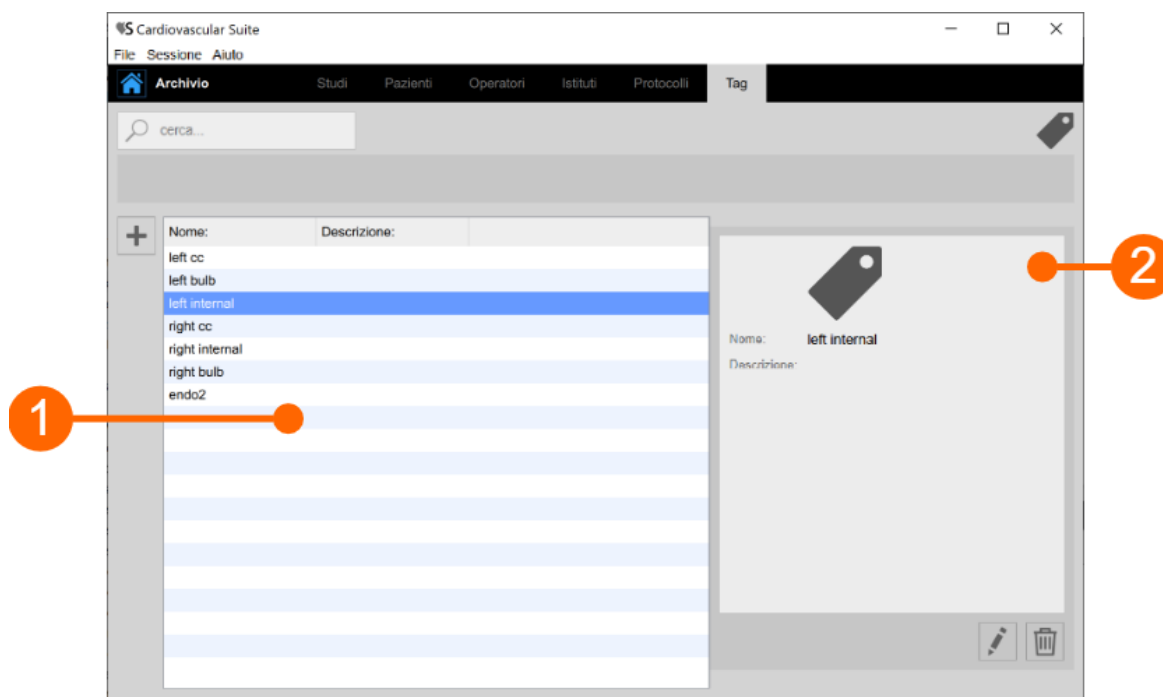 Cardiovascular Suite
File Sessione Aiuto
Archivio Studi Pazienti Operatori Istituti Protocolli Tag
cerca...
Nome: Descrizione:
left cc
left bulb
left internal
right cc
right internal
right bulb
endo2
Nome: left internal
Descrizione:
1
2